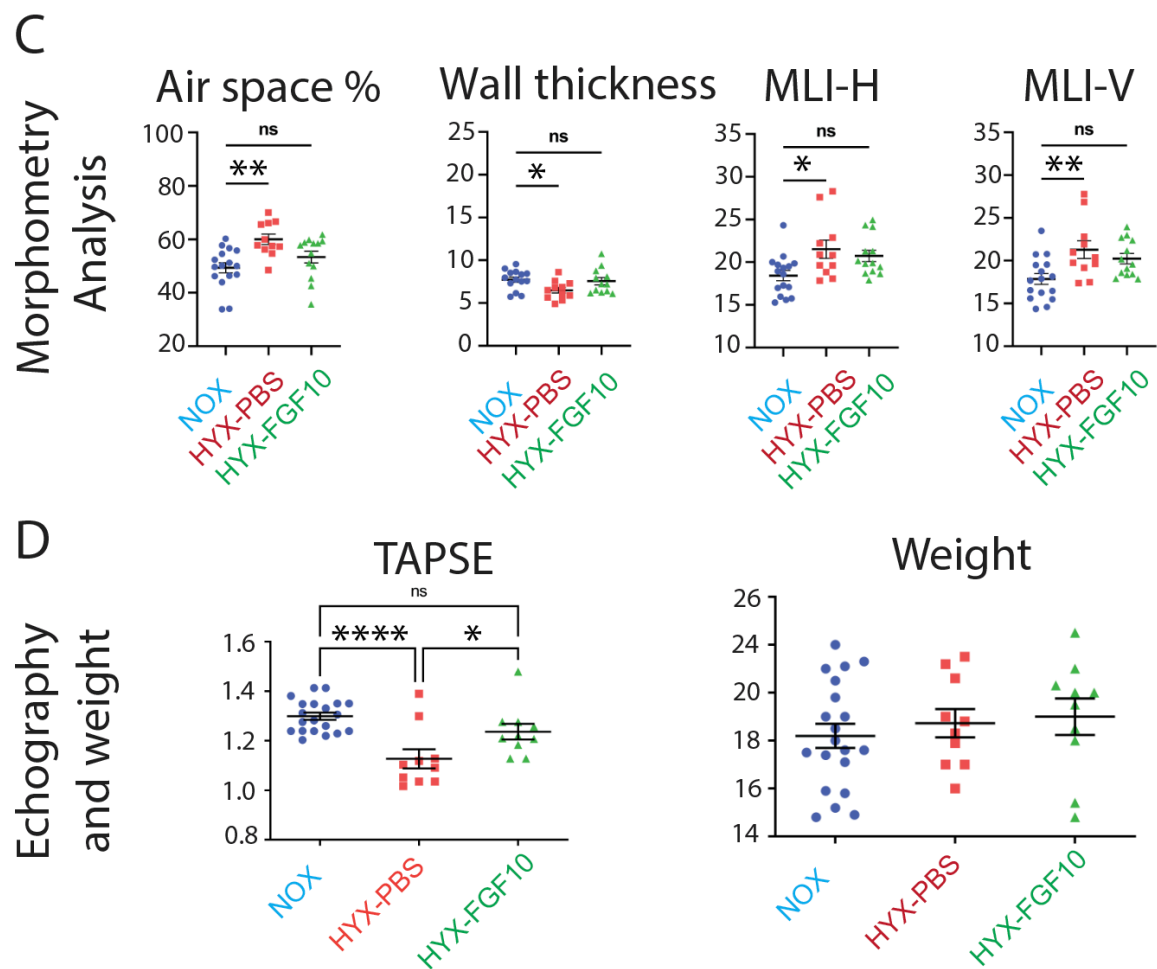 C
Morphometry
Analysis
Air space %
100
80
60
40
20
ns
**
NOX
HYX-PBS
HYX-FGF10
Wall thickness
25
20
15
10
5
0
ns
*
NOX
HYX-PBS
HYX-FGF10
MLI-H
35
30
25
20
15
10
ns
*
NOX
HYX-PBS
HYX-FGF10
MLI-V
35
30
25
20
15
10
ns
**
NOX
HYX-PBS
HYX-FGF10
D
Echography
and weight
TAPSE
ns
**** *
1.6
1.4
1.2
1.0
0.8
NOX
HYX-PBS
HYX-FGF10
Weight
26
24
22
20
18
16
14
NOX
HYX-PBS
HYX-FGF10